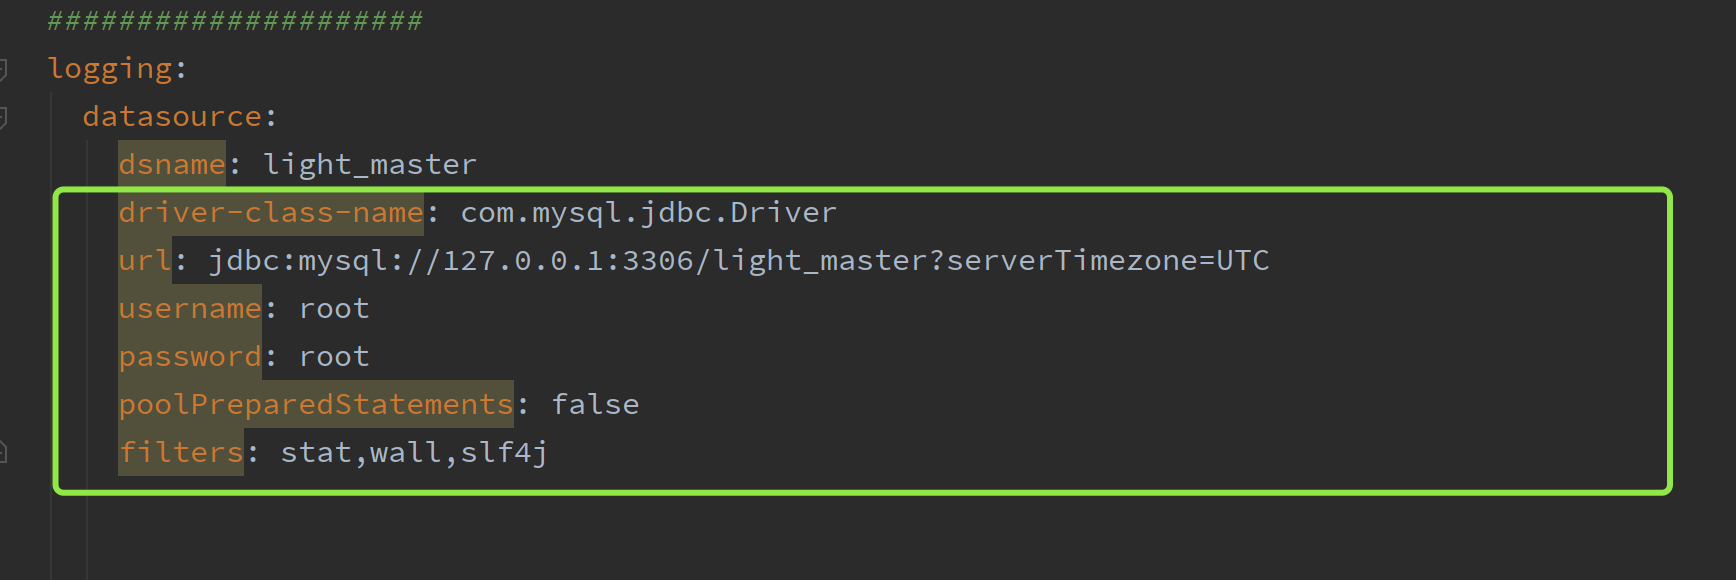 #####################
logging:
datasource:
dsname: light_master
driver-class-name: com.mysql.jdbc.Driver
url: jdbc:mysql://127.0.0.1:3306/light_master?serverTimezone=UTC
username: root
password: root
poolPreparedStatements: false
filters: stat,wall,slf4j